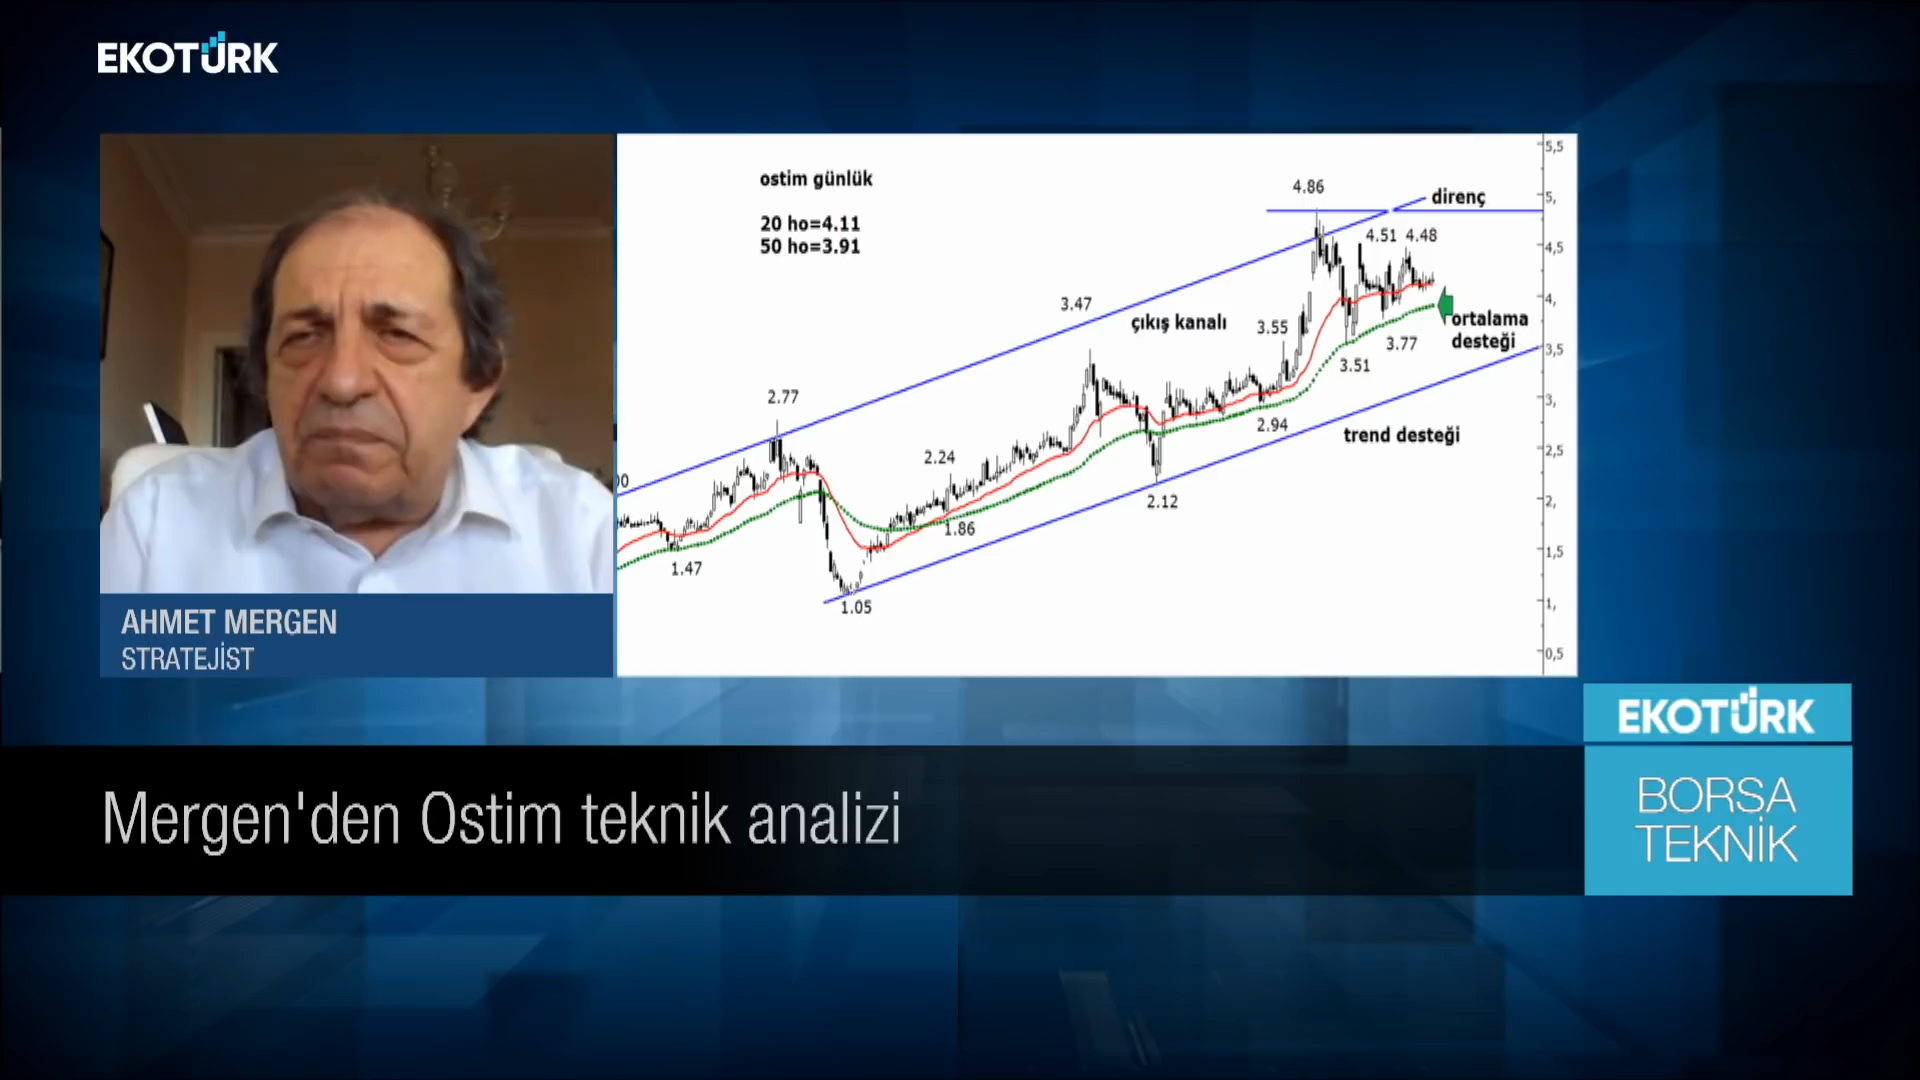 EKOTÜRK
ostim günlük
20 ho=4.11
50 ho=3.91
4.86
direnç
4.51 4.48
3.47
çıkış kanalı
3.55
ortalama
desteği
3.77
3.51
2.77
2.94
trend desteği
2.24
2.12
1.86
1.47
1.05
5,5
5,
4,5
4,
3,5
3,
2,5
2,
1,5
1,
0,5
AHMET MERGEN
STRATEJİST
EKOTÜRK
BORSA
TEKNİK
Mergen'den Ostim teknik analizi